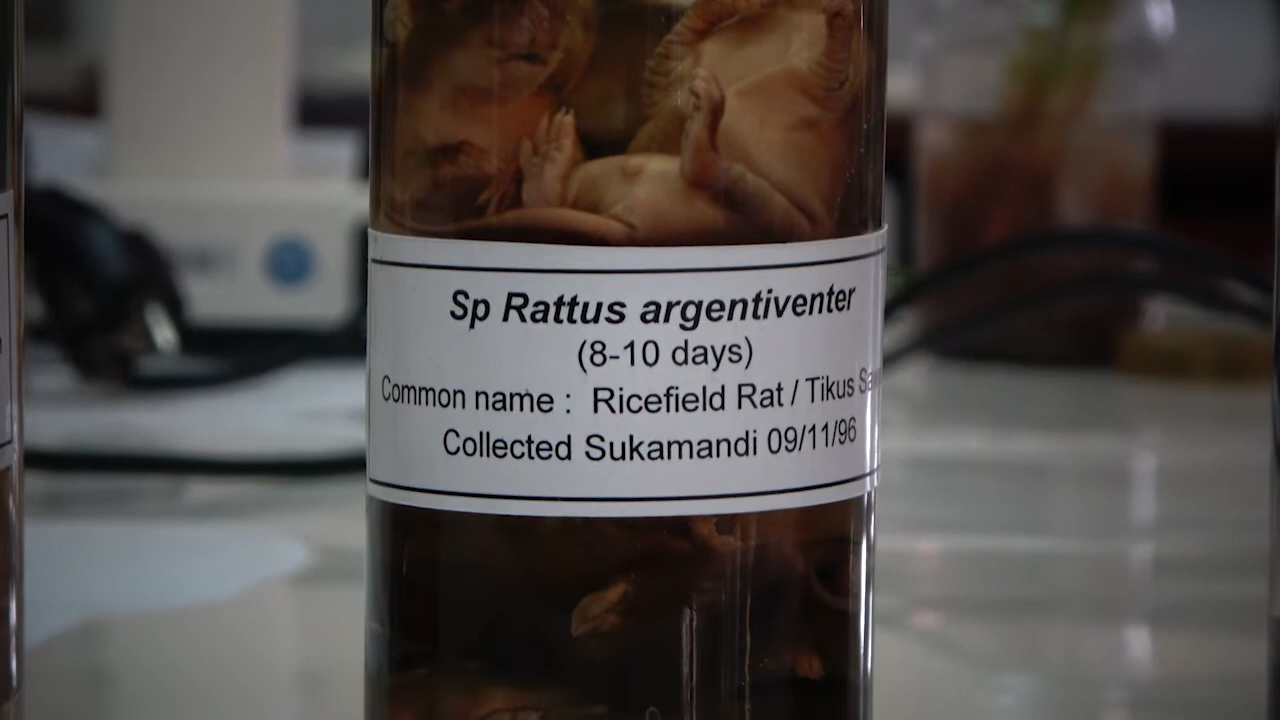 Sp Rattus argentiventer
(8-10 days)
Common name : Ricefield Rat / Tikus
Collected Sukamandi 09/11/96